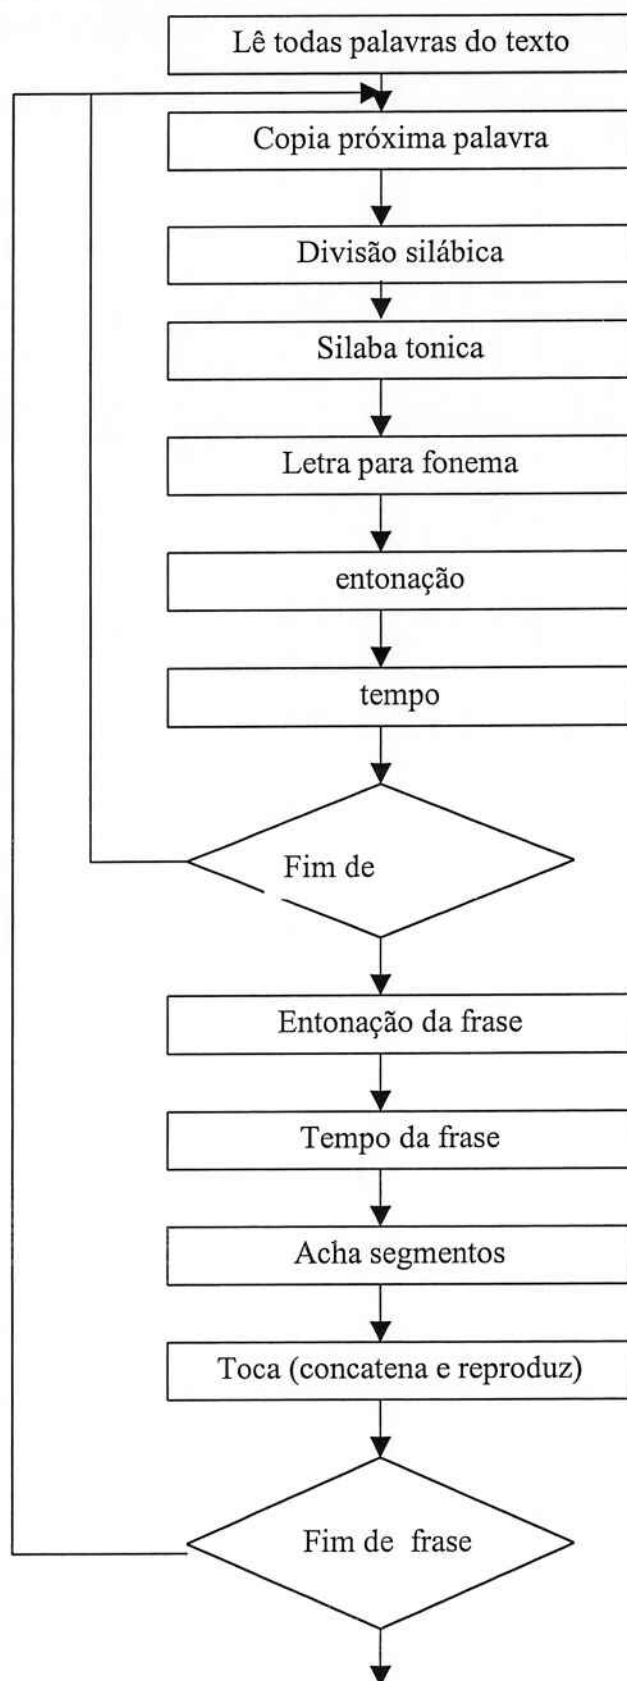 Lê todas palavras do texto
Copia próxima palavra
Divisão silábica
Silaba tonica
Letra para fonema
entonação
tempo
Fim de
Entonação da frase
Tempo da frase
Acha segmentos
Toca (concatena e reproduz)
Fim de frase